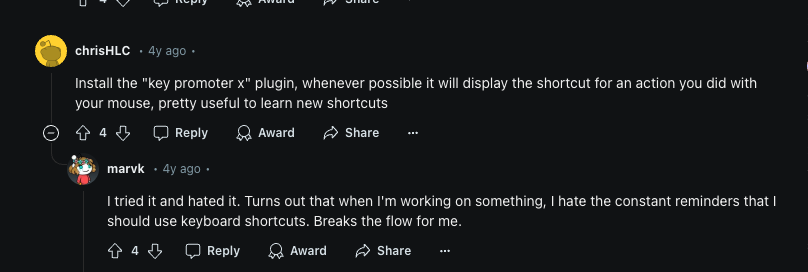 4 Reply Award Share
chrisHLC • 4y ago •
Install the "key promoter x" plugin, whenever possible it will display the shortcut for an action you did with
your mouse, pretty useful to learn new shortcuts
4 Reply Award Share ...
marvk • 4y ago •
I tried it and hated it. Turns out that when I'm working on something, I hate the constant reminders that I
should use keyboard shortcuts. Breaks the flow for me.
4 Reply Award Share ...